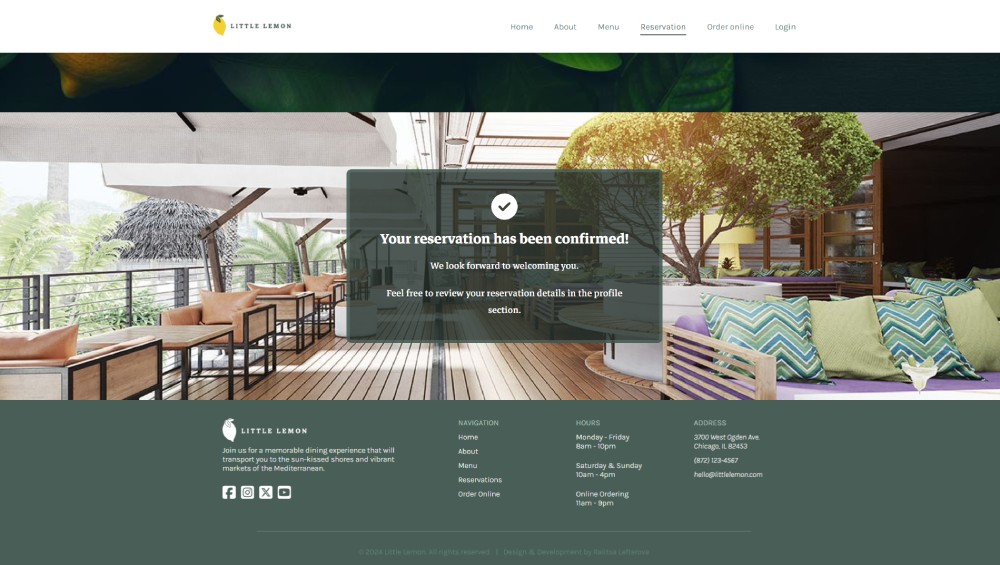 LITTLE LEMON
Home About Menu Reservation Order online Login
Your reservation has been confirmed!
We look forward to welcoming you.
Feel free to review your reservation details in the profile
section.
LITTLE LEMON
Join us for a memorable dining experience that will
transport you to the sun-kissed shores and vibrant
markets of the Mediterranean.
NAVIGATION
Home
About
Menu
Reservations
Order Online
HOURS
Monday - Friday
8am - 10pm
Saturday & Sunday
10am - 4pm
Online Ordering
11am - 9pm
ADDRESS
3700 West Ogden Ave.
Chicago, IL 82453
(872) 123-4567
hello@littlelemon.com
© 2024 Little Lemon. All rights reserved. | Design & Development by